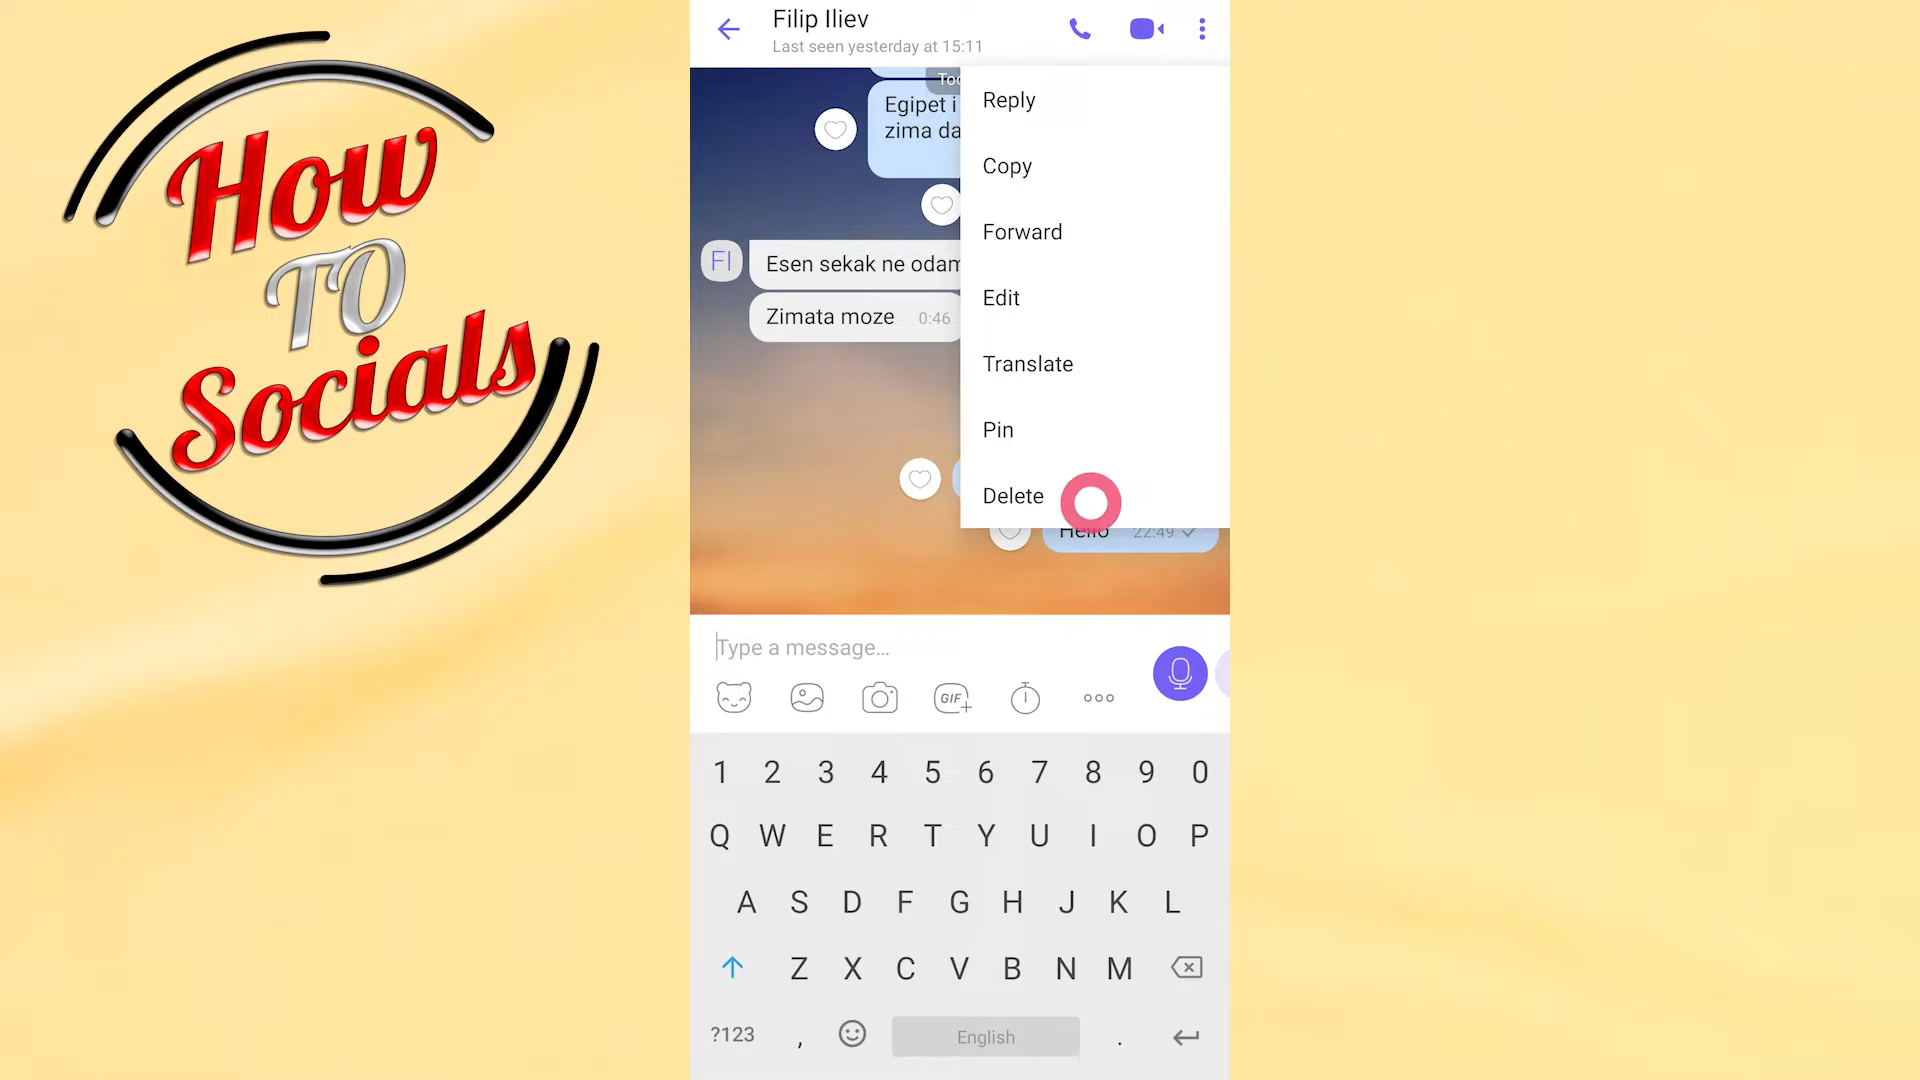 How
TO
Socials
Filip Iliev
Last seen yesterday at 15:11
Egipet i
zima da
Esen sekak ne odam
Zimata moze 0:46
Reply
Copy
Forward
Edit
Translate
Pin
Delete
Hello 22:49
Type a message...
GIF
FI
1 2 3 4 5 6 7 8 9 0
Q W E R T Y U I O P
A S D F G H J K L
Z X C V B N M
?123 , English .